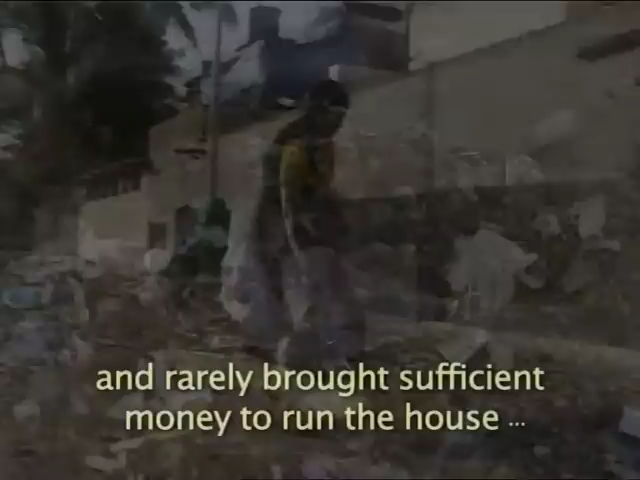 and rarely brought sufficient
money to run the house ...